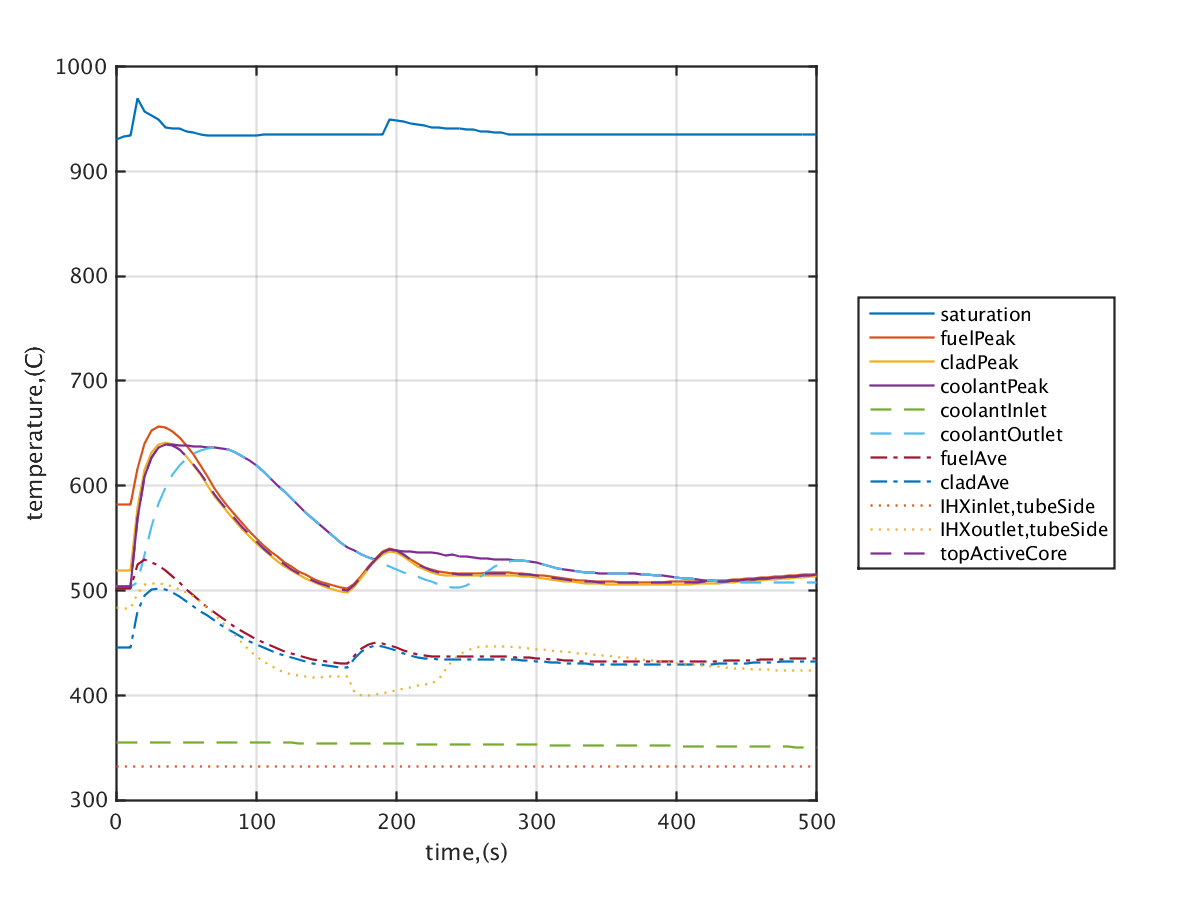 1000
900
800
700
600
500
400
300
temperature,(C)
0 100 200 300 400 500
time,(s)
saturation
fuelPeak
cladPeak
coolantPeak
coolantInlet
coolantOutlet
fuelAve
cladAve
IHXinlet,tubeSide
IHXoutlet,tubeSide
topActiveCore